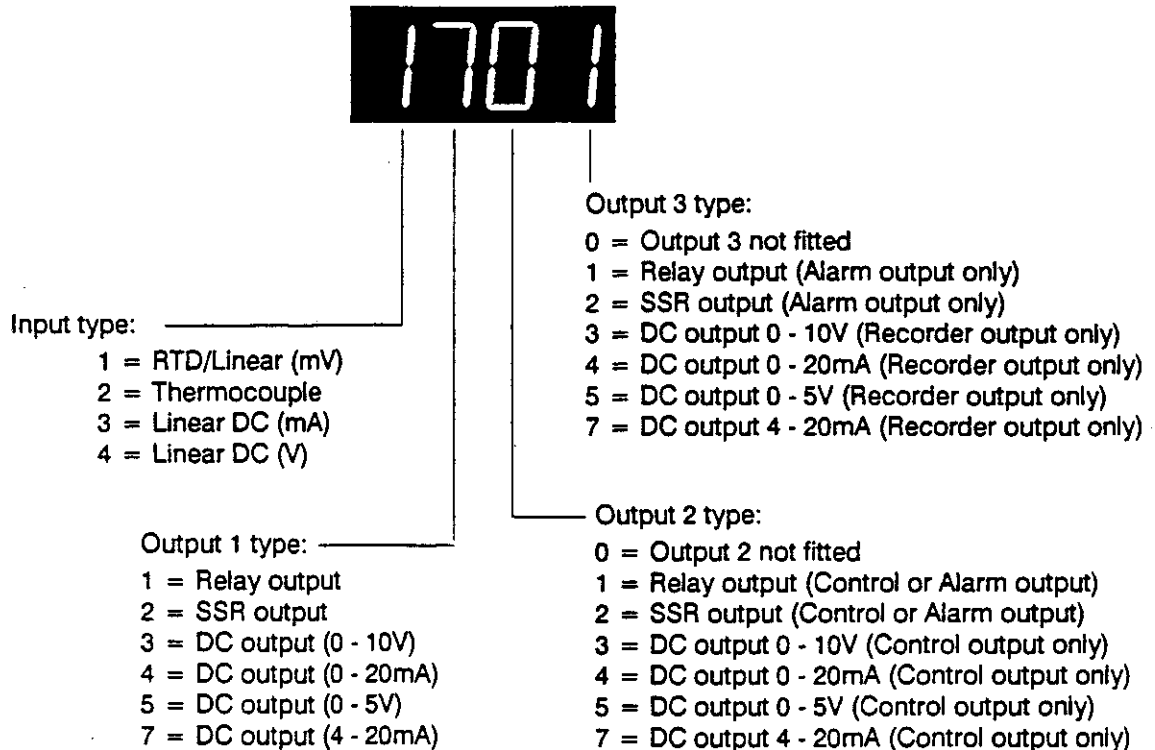 1701
Input type:
1 = RTD/Linear (mV)
2 = Thermocouple
3 = Linear DC (mA)
4 = Linear DC (V)
Output 1 type:
1 = Relay output
2 = SSR output
3 = DC output (0 - 10V)
4 = DC output (0 - 20mA)
5 = DC output (0 - 5V)
7 = DC output (4 - 20mA)
Output 3 type:
0 = Output 3 not fitted
1 = Relay output (Alarm output only)
2 = SSR output (Alarm output only)
3 = DC output 0 - 10V (Recorder output only)
4 = DC output 0 - 20mA (Recorder output only)
5 = DC output 0 - 5V (Recorder output only)
7 = DC output 4 - 20mA (Recorder output only)
Output 2 type:
0 = Output 2 not fitted
1 = Relay output (Control or Alarm output)
2 = SSR output (Control or Alarm output)
3 = DC output 0 - 10V (Control output only)
4 = DC output 0 - 20mA (Control output only)
5 = DC output 0 - 5V (Control output only)
7 = DC output 4 - 20mA (Control output only)